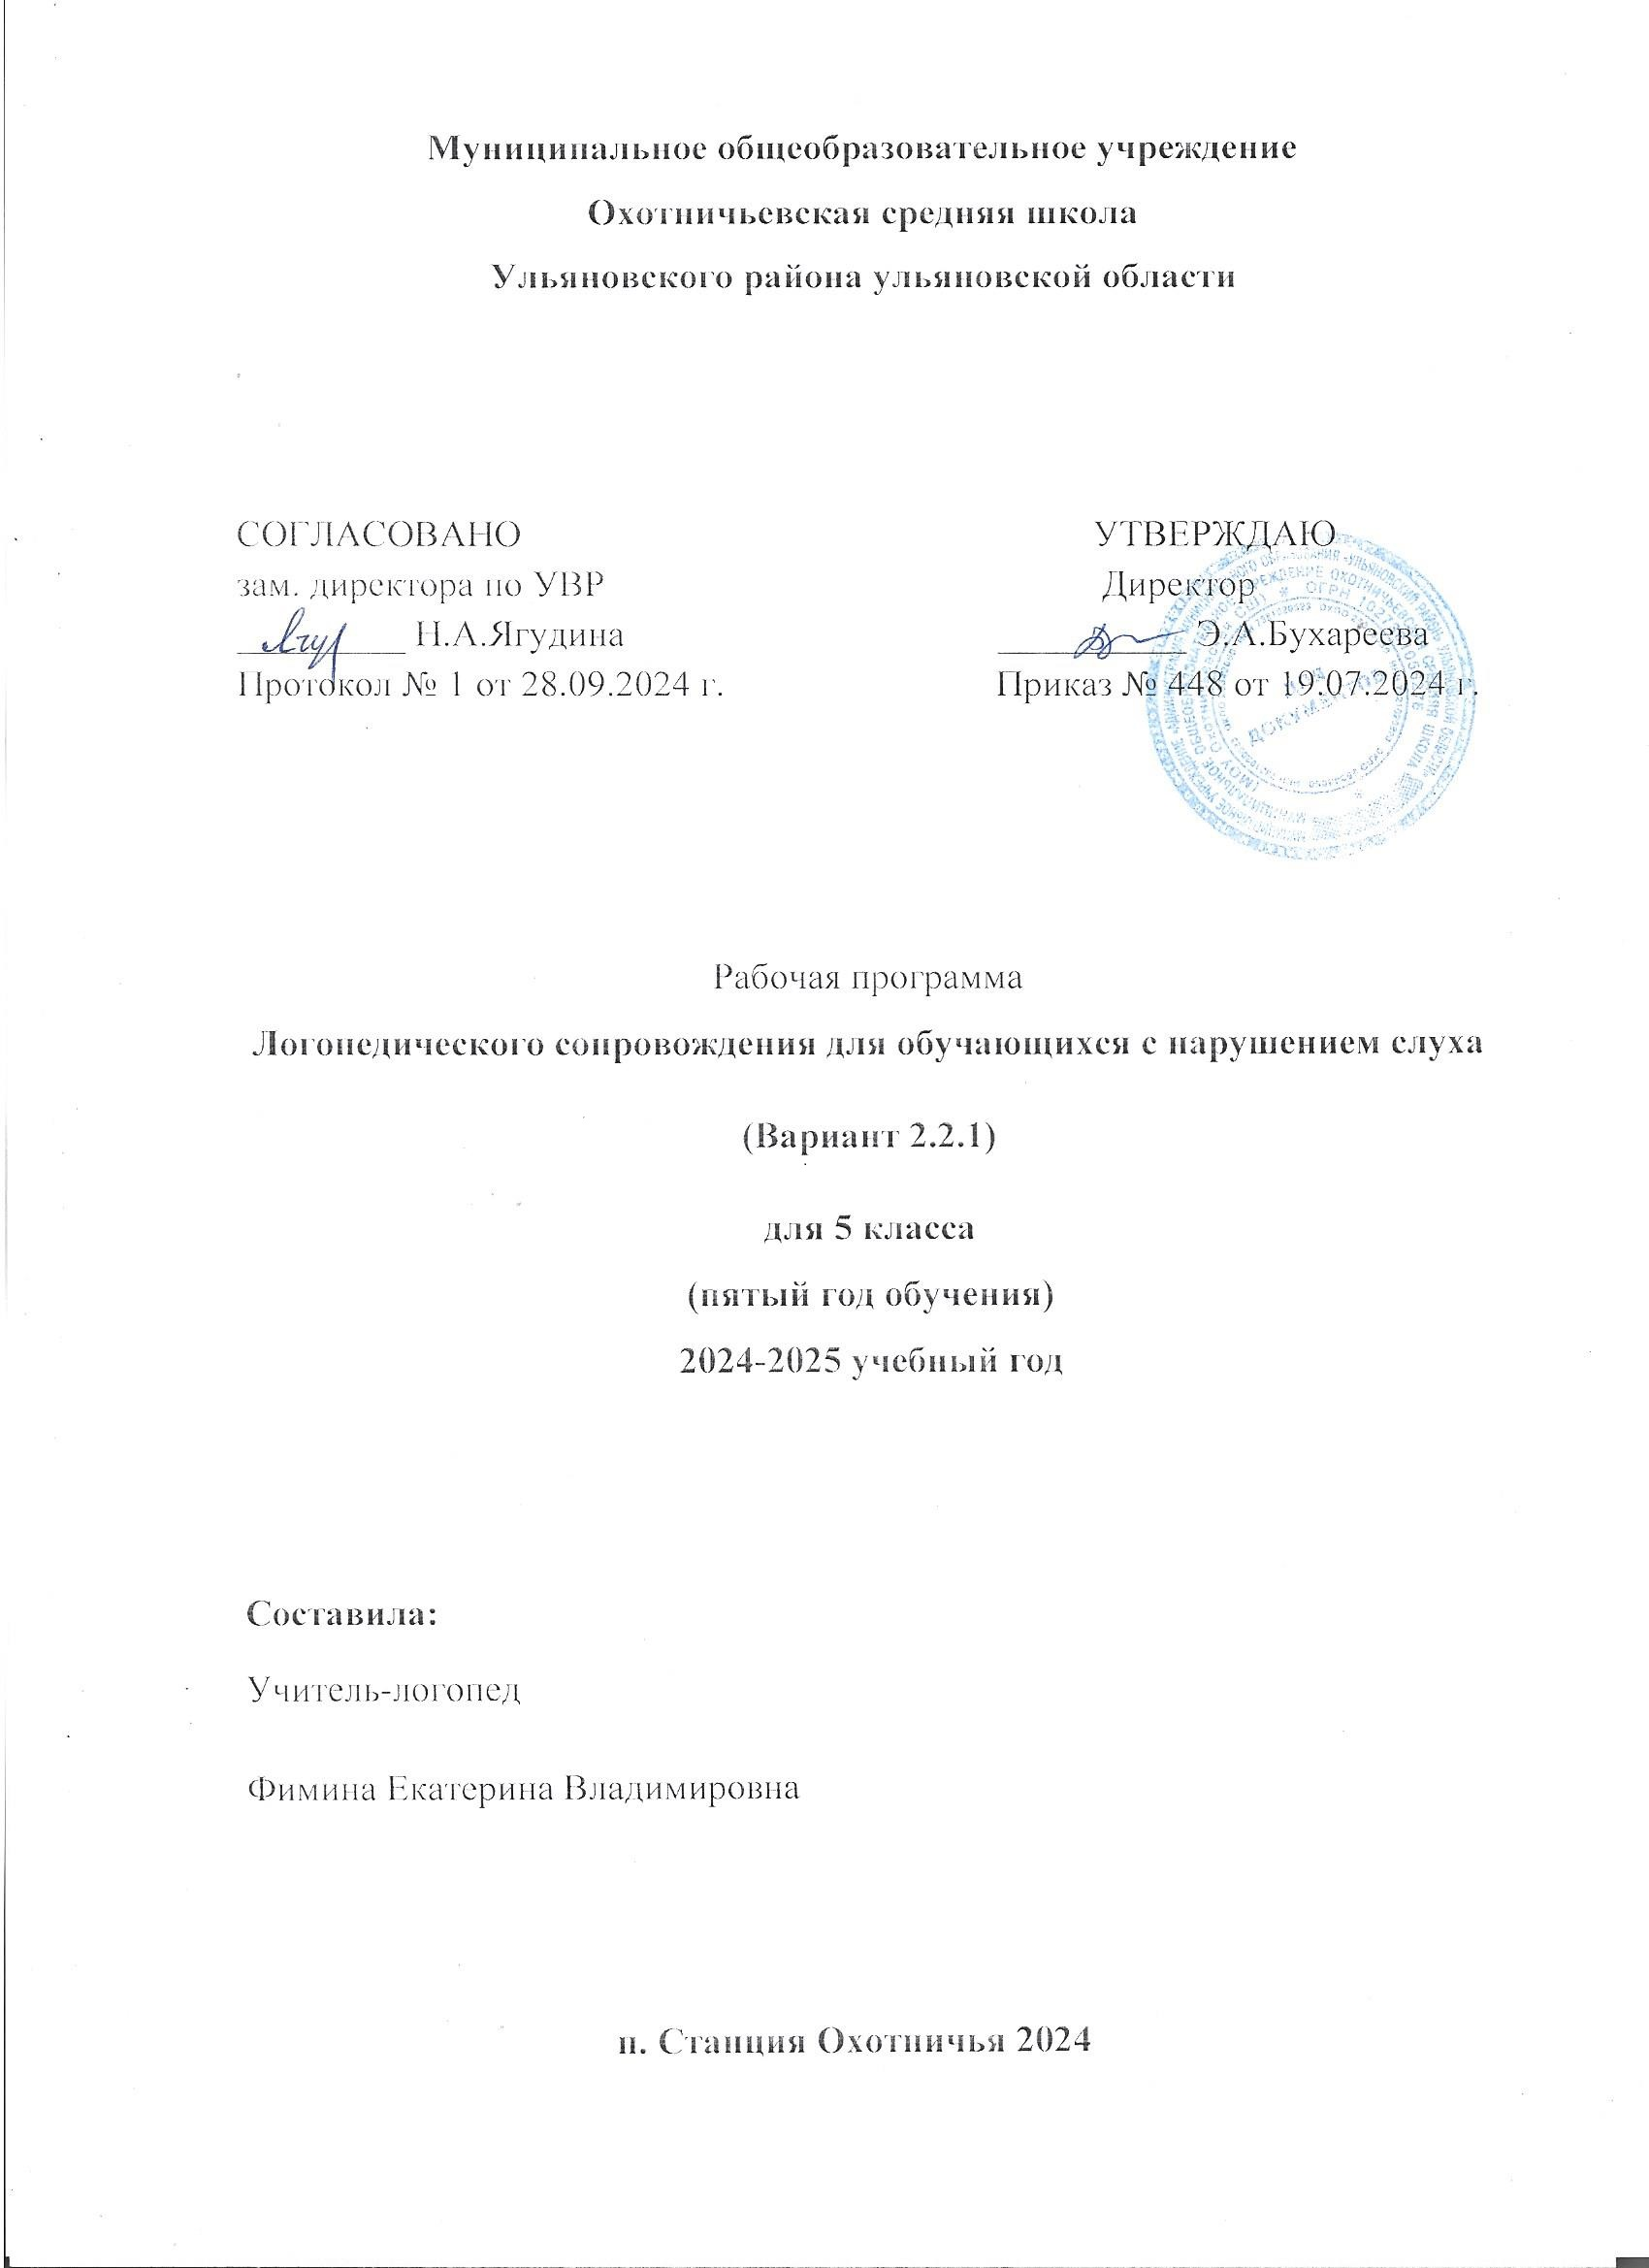 Муниципальное общеобразовательное учреждение
Охотничьевская средняя школа
Ульяновского района ульяновской области
СОГЛАСОВАНО
зам. директора по УВР
Н.А.Ягудина
Протокол № 1 от 28.09.2024 г.
УТВЕРЖДАЮ
Директор
Э.А.Бухареева
Приказ № 448 от 19.07.2024 г.
ДОКУМЕНТОВ
Рабочая программа
Логопедического сопровождения для обучающихся с нарушением слуха
(Вариант 2.2.1)
для 5 класса
(пятый год обучения)
2024-2025 учебный год
Составила:
Учитель-логопед
Фимина Екатерина Владимировна
п. Станция Охотничья 2024